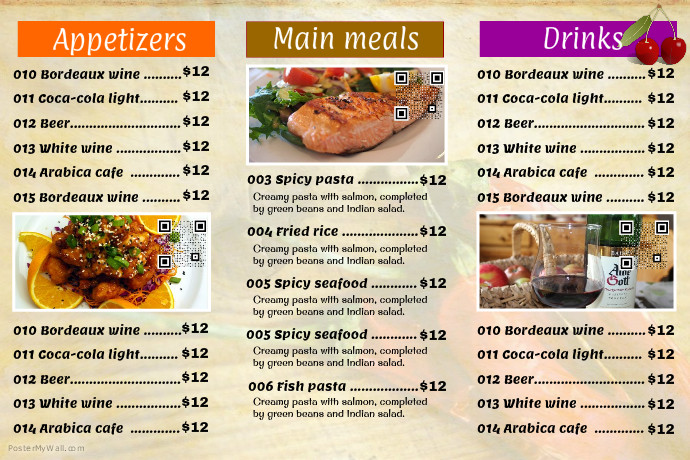 Appetizers
010 Bordeaux wine .........$12
011 Coca-cola light.......... $12
012 Beer..........................$12
013 White wine ...............$12
014 Arabica cafe .............$12
015 Bordeaux wine .........$12
010 Bordeaux wine .........$12
011 Coca-cola light.......... $12
012 Beer..........................$12
013 White wine ...............$12
014 Arabica cafe .............$12
PosterMyWall.com
Main meals
003 Spicy pasta ...............$12
Creamy pasta with salmon, completed
by green beans and Indian salad.
004 Fried rice ...................$12
Creamy pasta with salmon, completed
by green beans and Indian salad.
005 Spicy seafood ............$12
Creamy pasta with salmon, completed
by green beans and Indian salad.
005 Spicy seafood ............$12
Creamy pasta with salmon, completed
by green beans and Indian salad.
006 Fish pasta .................$12
Creamy pasta with salmon, completed
by green beans and Indian salad.
Drinks
010 Bordeaux wine .........$12
011 Coca-cola light.......... $12
012 Beer..........................$12
013 White wine ...............$12
014 Arabica cafe .............$12
015 Bordeaux wine .........$12
010 Bordeaux wine .........$12
011 Coca-cola light.......... $12
012 Beer..........................$12
013 White wine ...............$12
014 Arabica cafe .............$12